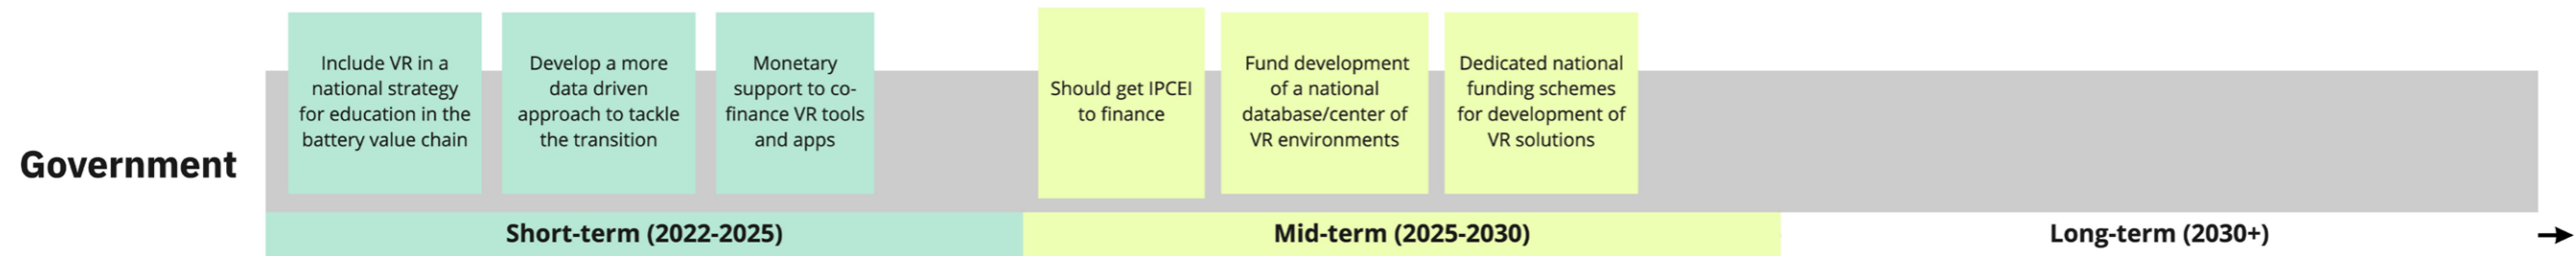 Government
Include VR in a
national strategy
for education in the
battery value chain
Develop a more
data driven
approach to tackle
the transition
Monetary
support to co-
finance VR tools
and apps
Should get IPCEI
to finance
Fund development
of a national
database/center of
VR environments
Dedicated national
funding schemes
for development of
VR solutions
Short-term (2022-2025)
Mid-term (2025-2030)
Long-term (2030+)